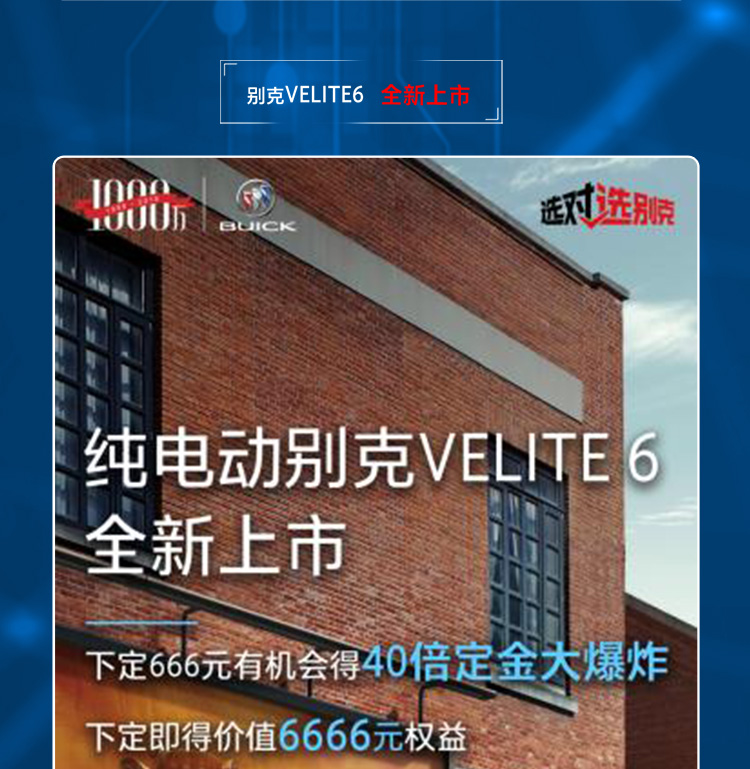 别克VELITE6 全新上市
1000万
BUICK
选对选别克
纯电动别克VELITE 6
全新上市
下定666元有机会得40倍定金大爆炸
下定即得价值6666元权益